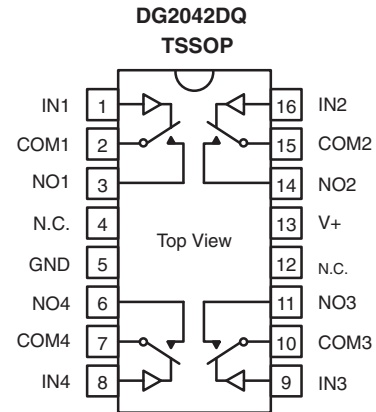 DG2042DQ
TSSOP
IN1 1 16 IN2
COM1 2 15 COM2
NO1 3 14 NO2
N.C. 4 13 V+
Top View
GND 5 12 N.C.
NO4 6 11 NO3
COM4 7 10 COM3
IN4 8 9 IN3